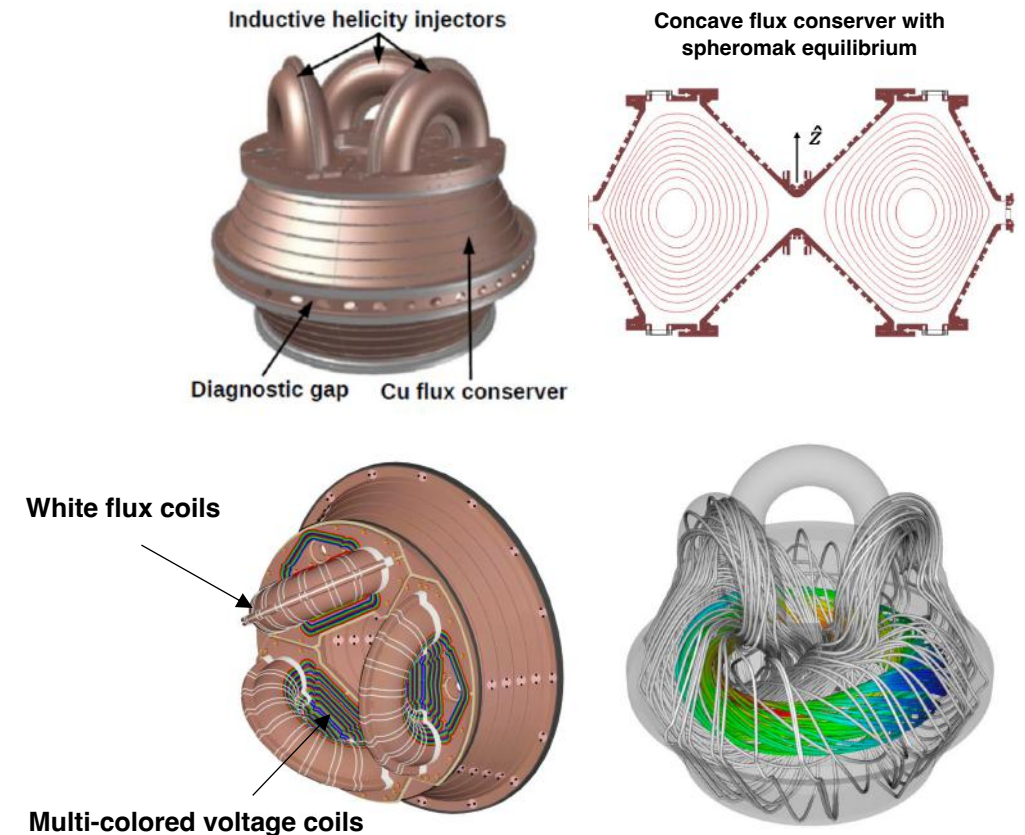 Inductive helicity injectors
Concave flux conserver with
spheromak equilibrium
ẑ
Diagnostic gap
Cu flux conserver
White flux coils
Multi-colored voltage coils